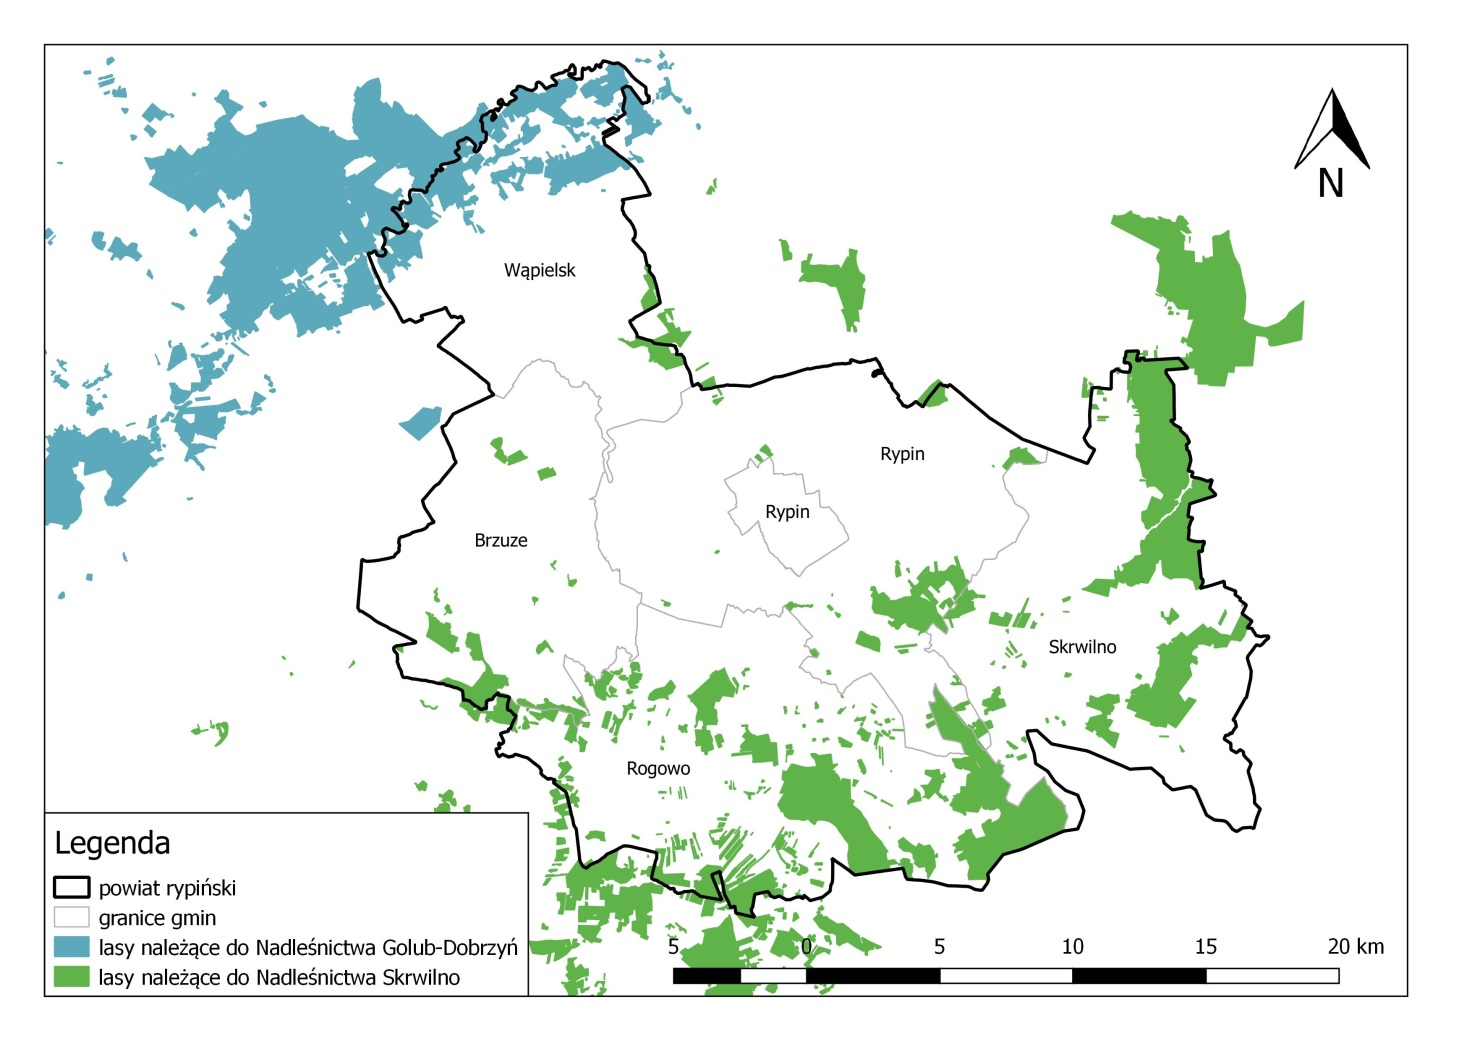 N
Wąpielsk
Rypin
Rypin
Brzuze
Skrwilno
Rogowo
Legenda
powiat rypiński
granice gmin
lasy należące do Nadleśnictwa Golub-Dobrzyń
lasy należące do Nadleśnictwa Skrwilno
5 0 5 10 15 20 km